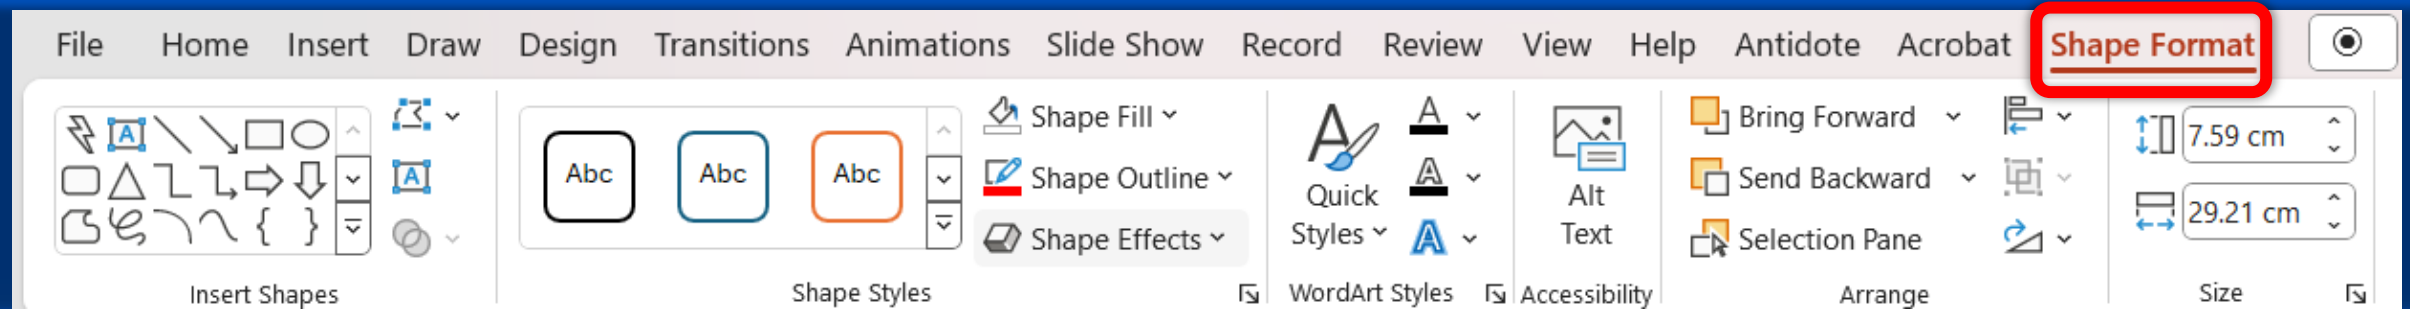 File Home Insert Draw Design Transitions Animations Slide Show Record Review View Help Antidote Acrobat Shape Format
A
A
Abc Abc Abc
Shape Fill
Shape Outline
Shape Effects
A
Quick
Styles
A
A
A
Alt
Text
Bring Forward
Send Backward
Selection Pane
7.59 cm
29.21 cm
Insert Shapes Shape Styles WordArt Styles Accessibility Arrange Size